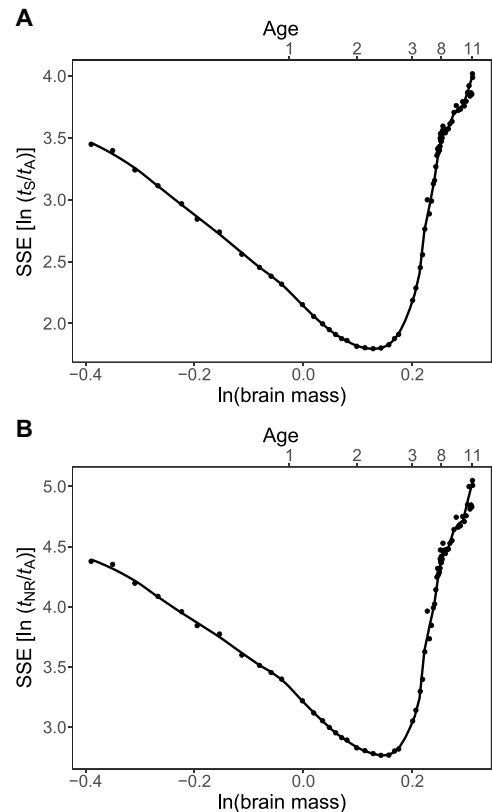 A
Age
1 2 3 8 11
SSE [ln (tS/tA)]
4.0
3.5
3.0
2.5
2.0
−0.4 −0.2 0.0 0.2
ln(brain mass)
B
Age
1 2 3 8 11
SSE [ln (tNR/tA)]
5.0
4.5
4.0
3.5
3.0
−0.4 −0.2 0.0 0.2
ln(brain mass)